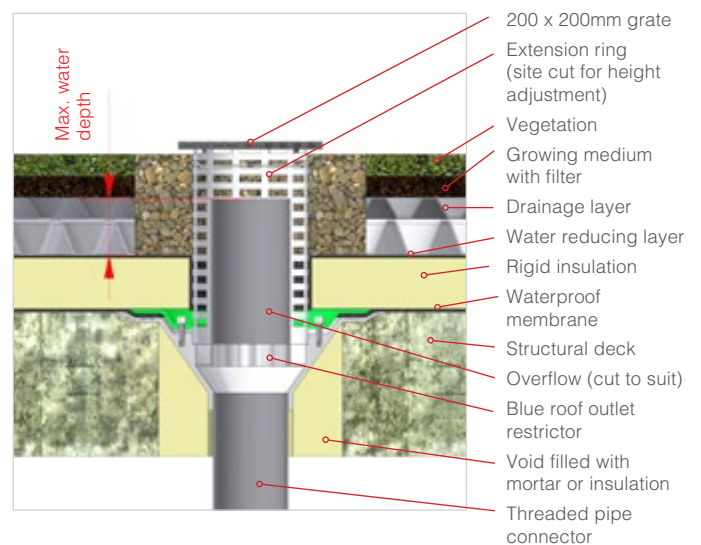 Max. water
depth
200 x 200mm grate
Extension ring
(site cut for height
adjustment)
Vegetation
Growing medium
with filter
Drainage layer
Water reducing layer
Rigid insulation
Waterproof
membrane
Structural deck
Overflow (cut to suit)
Blue roof outlet
restrictor
Void filled with
mortar or insulation
Threaded pipe
connector